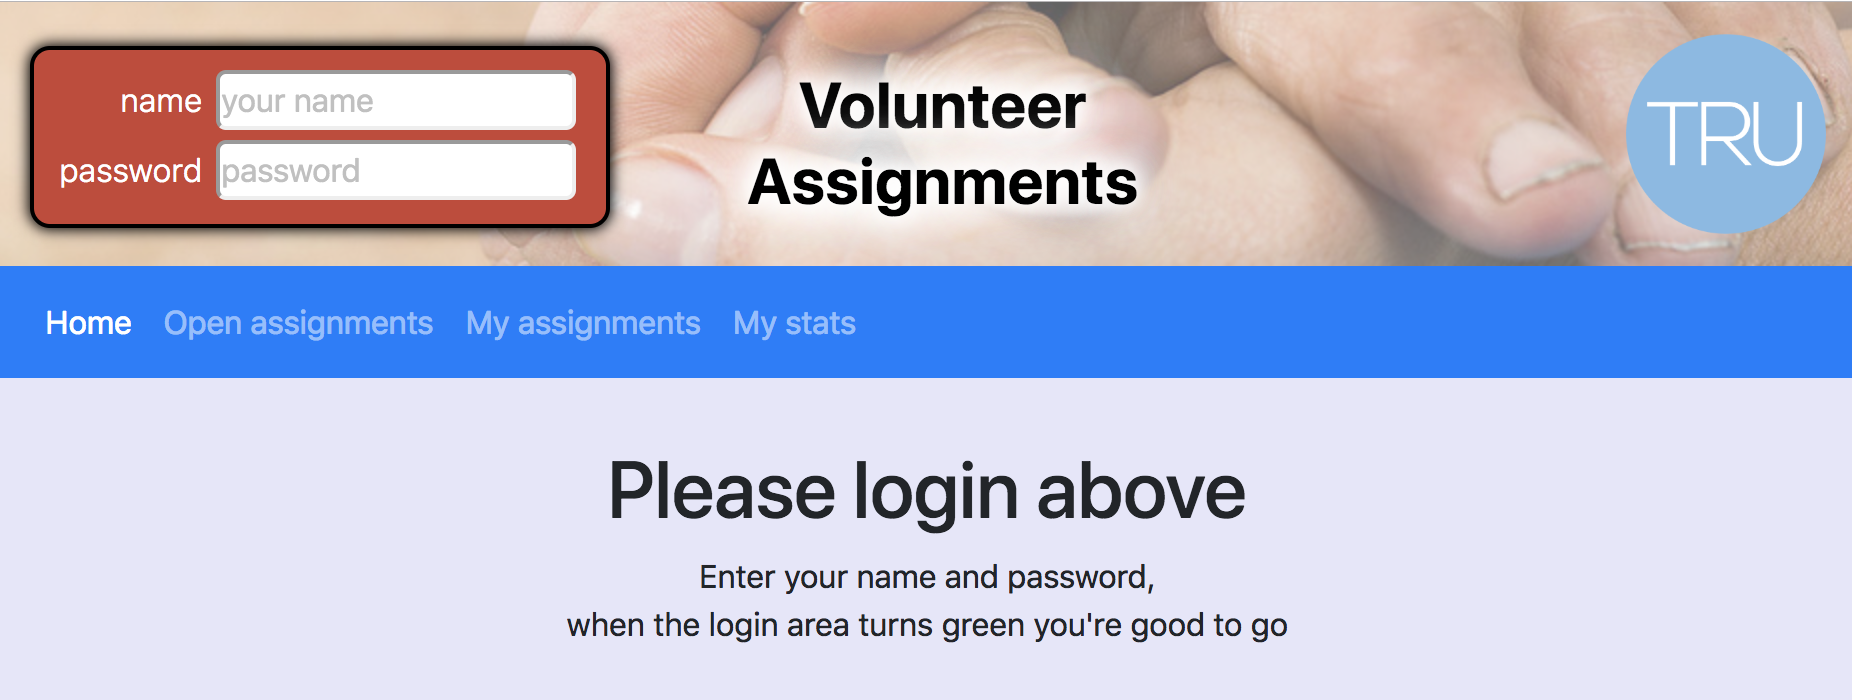 name your name
password password
Volunteer
Assignments
TRU
Home Open assignments My assignments My stats
Please login above
Enter your name and password,
when the login area turns green you're good to go